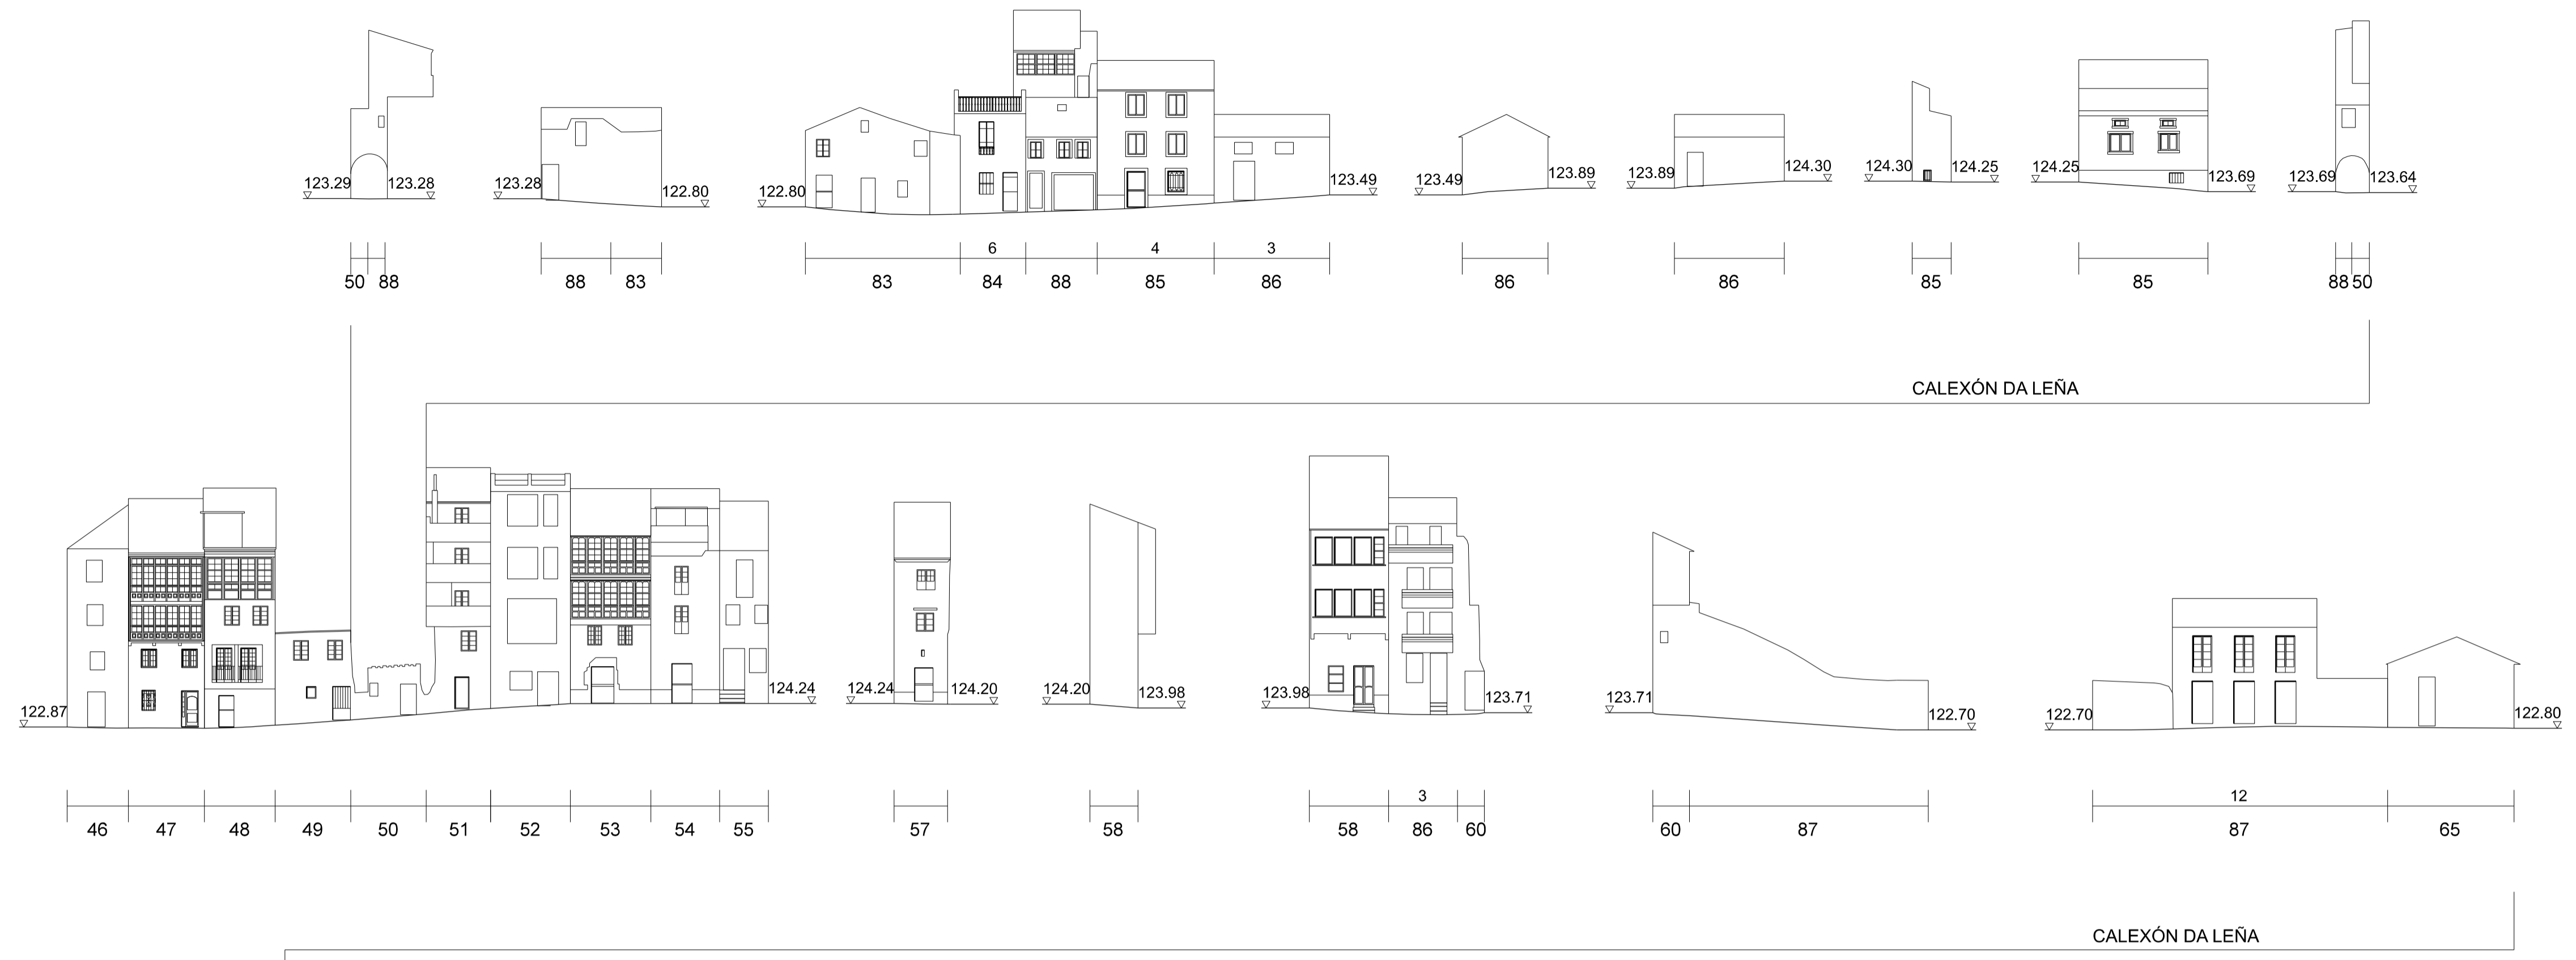 123.29 123.28 123.28 122.80 122.80 123.49 123.49 123.89 123.89 124.30 124.30 124.25 124.25 123.69 123.69 123.64
6 4 3
50 88 88 83 83 84 88 85 86 86 86 85 85 88 50
CALEXÓN DA LEÑA
122.87 124.24 124.24 124.20 124.20 123.98 123.98 123.71 123.71 122.70 122.70 122.80
3 12
46 47 48 49 50 51 52 53 54 55 57 58 58 86 60 60 87 87 65
CALEXÓN DA LEÑA